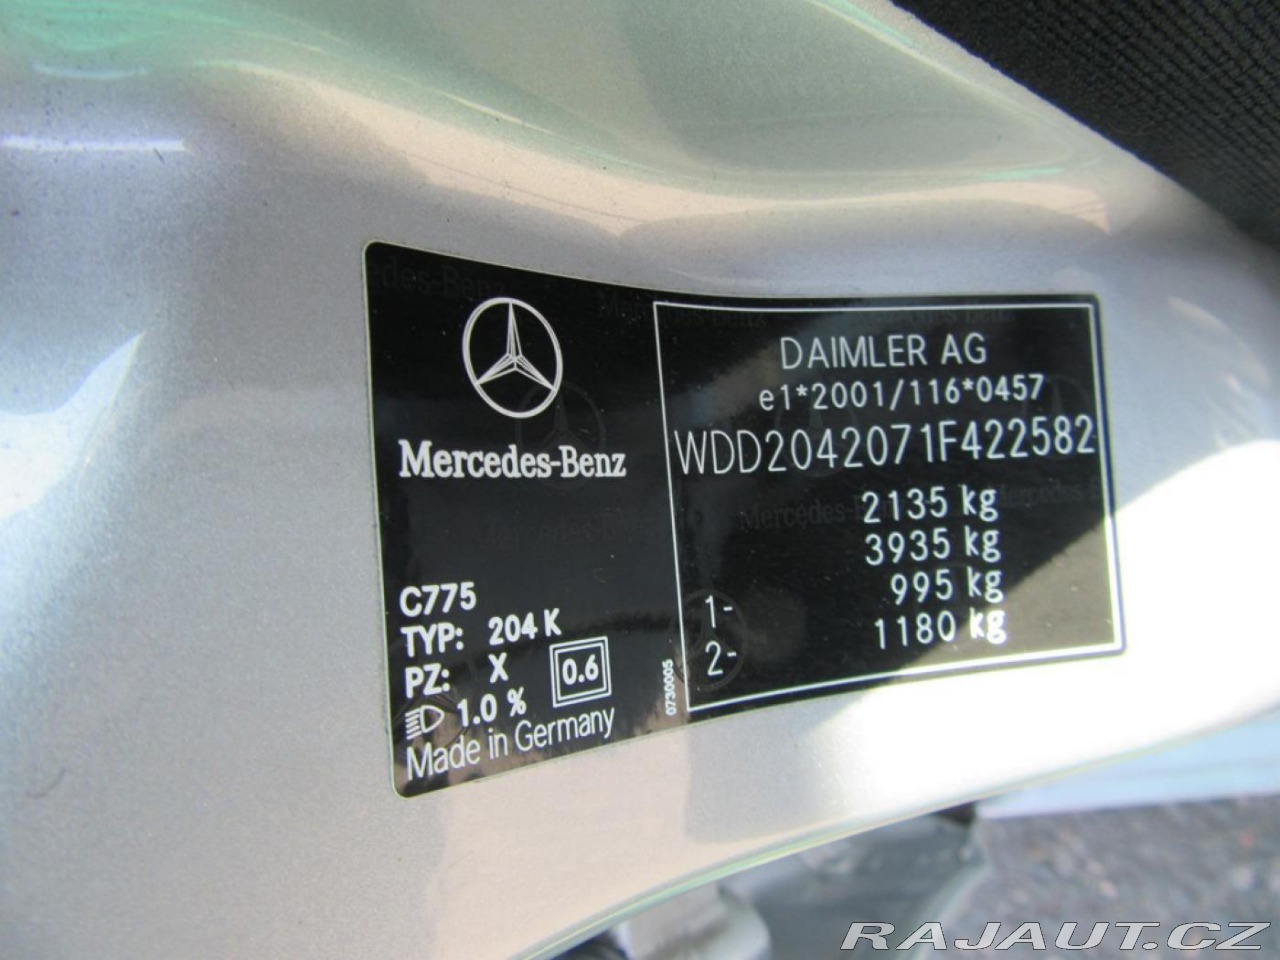 Mercedes-Benz
C775
TYP: 204 K
PZ: X
0.6
1.0 %
Made in Germany
0730005
DAIMLER AG
e1*2001/116*0457
WDD2042071F422582
2135 kg
3935 kg
1- 995 kg
2- 1180 kg
RAJAUT.CZ